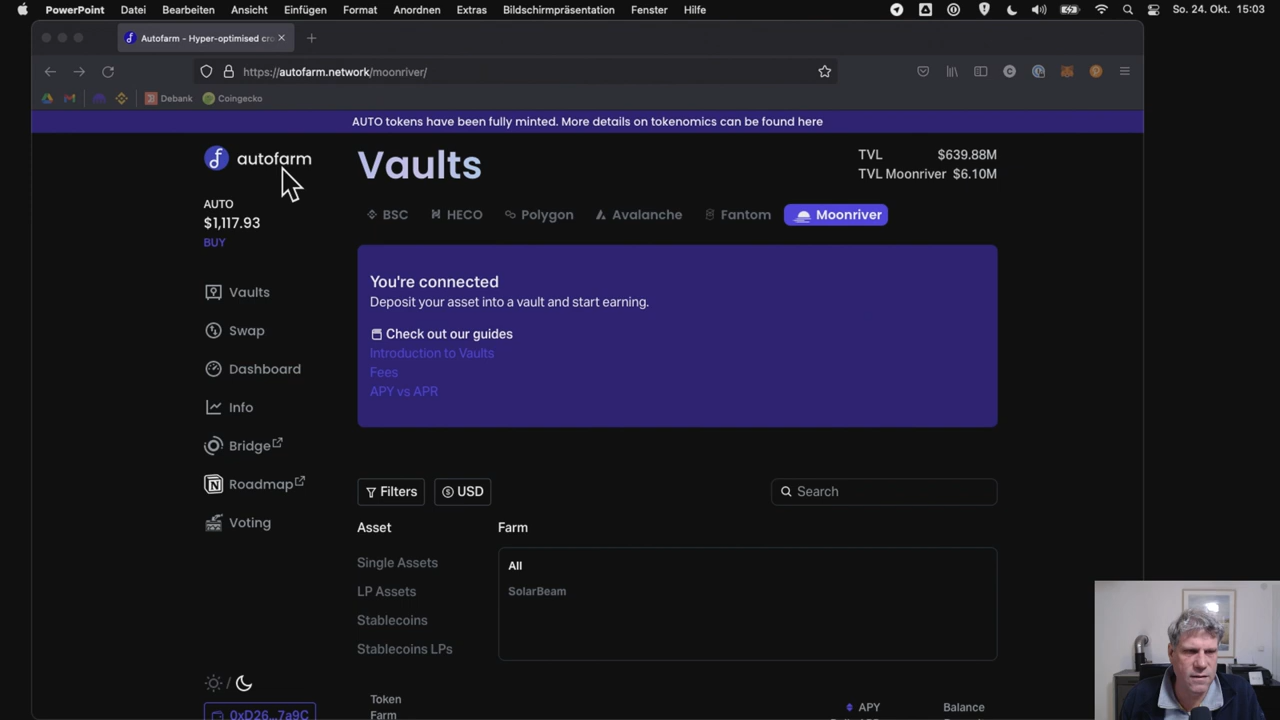 PowerPoint Datei Bearbeiten Ansicht Einfügen Format Anordnen Extras Bildschirmpräsentation Fenster Hilfe So. 24. Okt. 15:03
Autofarm - Hyper-optimised cro
https://autofarm.network/moonriver/
Debank Coingecko
AUTO tokens have been fully minted. More details on tokenomics can be found here
autofarm
AUTO
$1,117.93
BUY
Vaults
Swap
Dashboard
Info
Bridge
Roadmap
Voting
0xD26...7a9C
Vaults
TVL $639.88M
TVL Moonriver $6.10M
BSC HECO Polygon Avalanche Fantom Moonriver
You're connected
Deposit your asset into a vault and start earning.
Check out our guides
Introduction to Vaults
Fees
APY vs APR
Filters USD Search
Asset Farm
Single Assets
LP Assets
Stablecoins
Stablecoins LPs
All
SolarBeam
Token
Farm
APY Balance